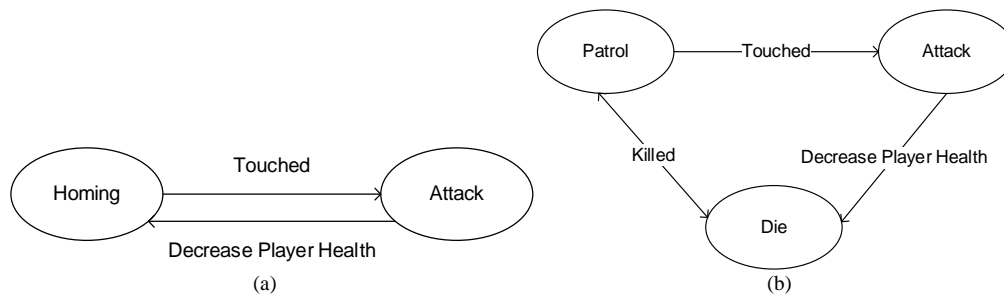 Touched
Homing
Attack
Decrease Player Health
(a)
Patrol
Touched
Attack
Killed
Decrease Player Health
Die
(b)